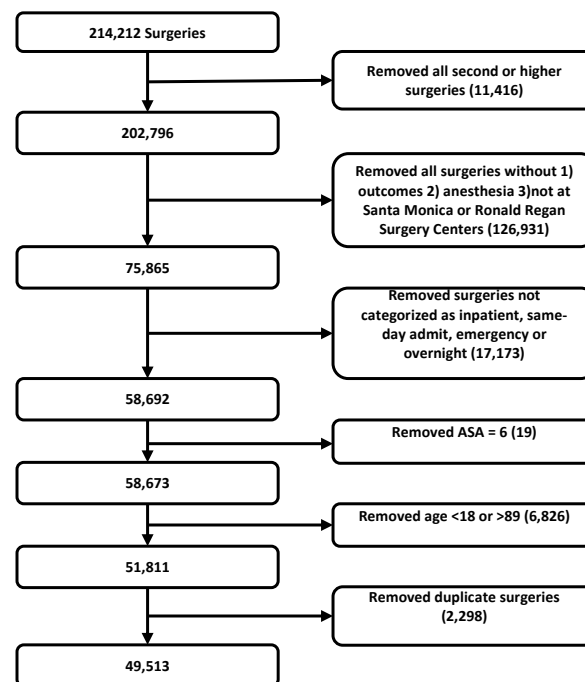 214,212 Surgeries
Removed all second or higher
surgeries (11,416)
202,796
Removed all surgeries without 1)
outcomes 2) anesthesia 3)not at
Santa Monica or Ronald Regan
Surgery Centers (126,931)
75,865
Removed surgeries not
categorized as inpatient, same-
day admit, emergency or
overnight (17,173)
58,692
Removed ASA = 6 (19)
58,673
Removed age <18 or >89 (6,826)
51,811
Removed duplicate surgeries
(2,298)
49,513